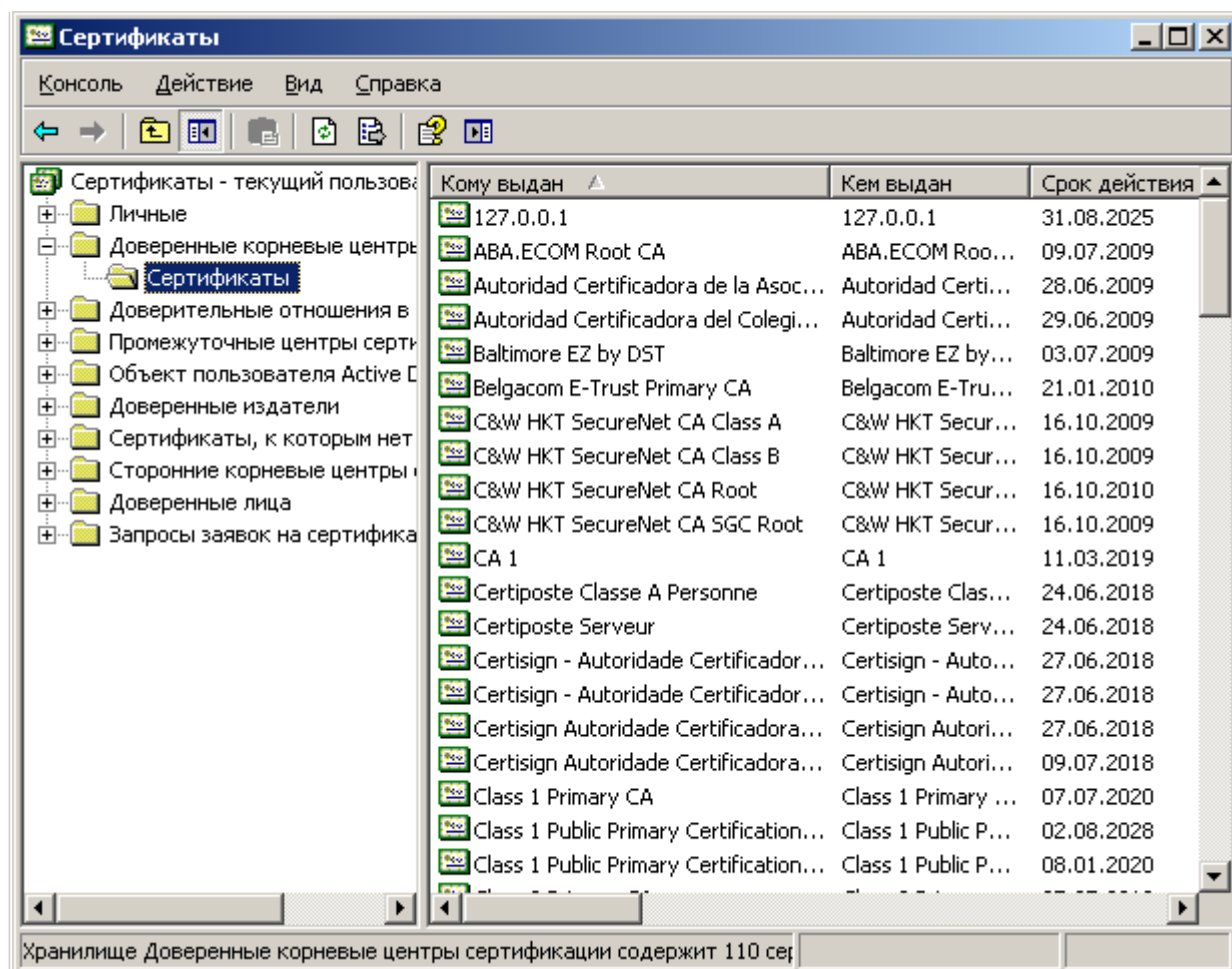 Сертификаты
Консоль Действие Вид Справка
Сертификаты - текущий пользова
Личные
Доверенные корневые центры
Сертификаты
Доверительные отношения в
Промежуточные центры серти
Объект пользователя Active D
Доверенные издатели
Сертификаты, к которым нет
Сторонние корневые центры
Доверенные лица
Запросы заявок на сертифика
Кому выдан Кем выдан Срок действия
127.0.0.1 127.0.0.1 31.08.2025
ABA.ECOM Root CA ABA.ECOM Roo... 09.07.2009
Autoridad Certificadora de la Asoc... Autoridad Certi... 28.06.2009
Autoridad Certificadora del Colegi... Autoridad Certi... 29.06.2009
Baltimore EZ by DST Baltimore EZ by... 03.07.2009
Belgacom E-Trust Primary CA Belgacom E-Tru... 21.01.2010
C&W HKT SecureNet CA Class A C&W HKT Secur... 16.10.2009
C&W HKT SecureNet CA Class B C&W HKT Secur... 16.10.2009
C&W HKT SecureNet CA Root C&W HKT Secur... 16.10.2010
C&W HKT SecureNet CA SGC Root C&W HKT Secur... 16.10.2009
CA 1 CA 1 11.03.2019
Certiposte Classe A Personne Certiposte Clas... 24.06.2018
Certiposte Serveur Certiposte Serv... 24.06.2018
Certisign - Autoridade Certificador... Certisign - Auto... 27.06.2018
Certisign - Autoridade Certificador... Certisign - Auto... 27.06.2018
Certisign Autoridade Certificadora... Certisign Autori... 27.06.2018
Certisign Autoridade Certificadora... Certisign Autori... 09.07.2018
Class 1 Primary CA Class 1 Primary ... 07.07.2020
Class 1 Public Primary Certification... Class 1 Public P... 02.08.2028
Class 1 Public Primary Certification... Class 1 Public P... 08.01.2020
Хранилище Доверенные корневые центры сертификации содержит 110 сер